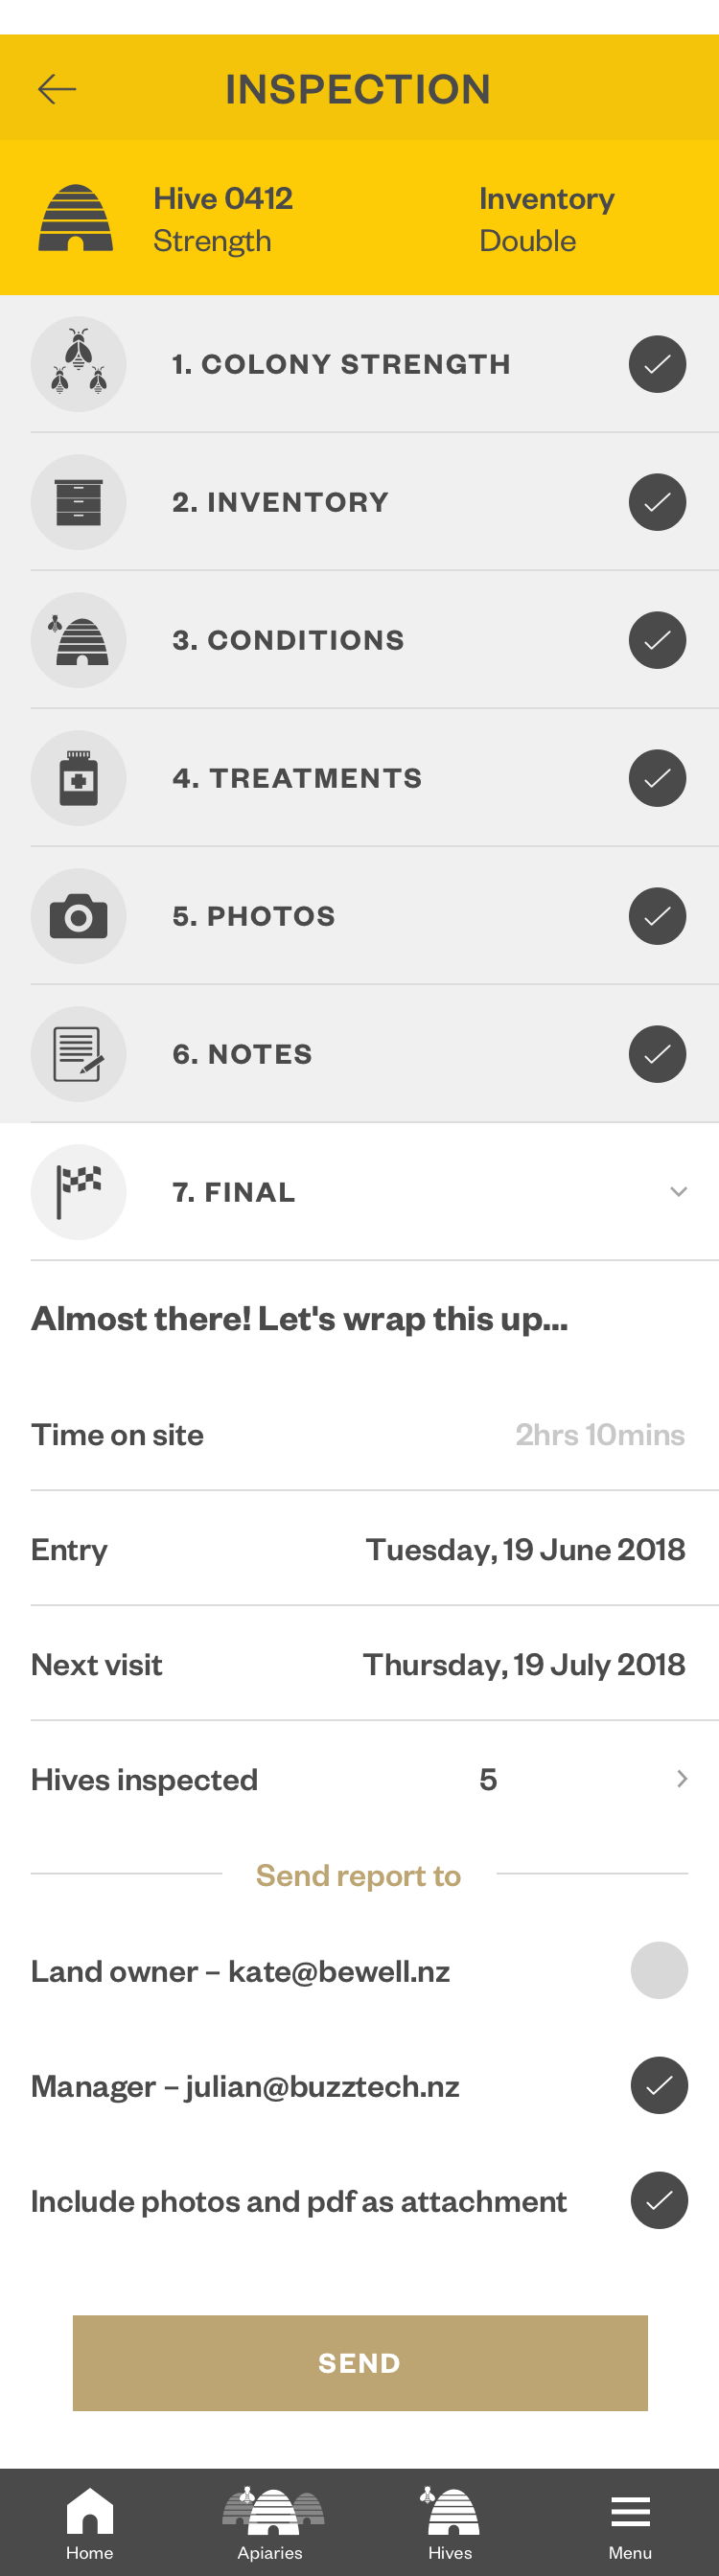 INSPECTION
Hive 0412
Strength
Inventory
Double
1. COLONY STRENGTH
2. INVENTORY
3. CONDITIONS
4. TREATMENTS
5. PHOTOS
6. NOTES
7. FINAL
Almost there! Let's wrap this up...
Time on site 2hrs 10mins
Entry Tuesday, 19 June 2018
Next visit Thursday, 19 July 2018
Hives inspected 5
Send report to
Land owner – kate@bewell.nz
Manager – julian@buzztech.nz
Include photos and pdf as attachment
SEND
Home Apiaries Hives Menu